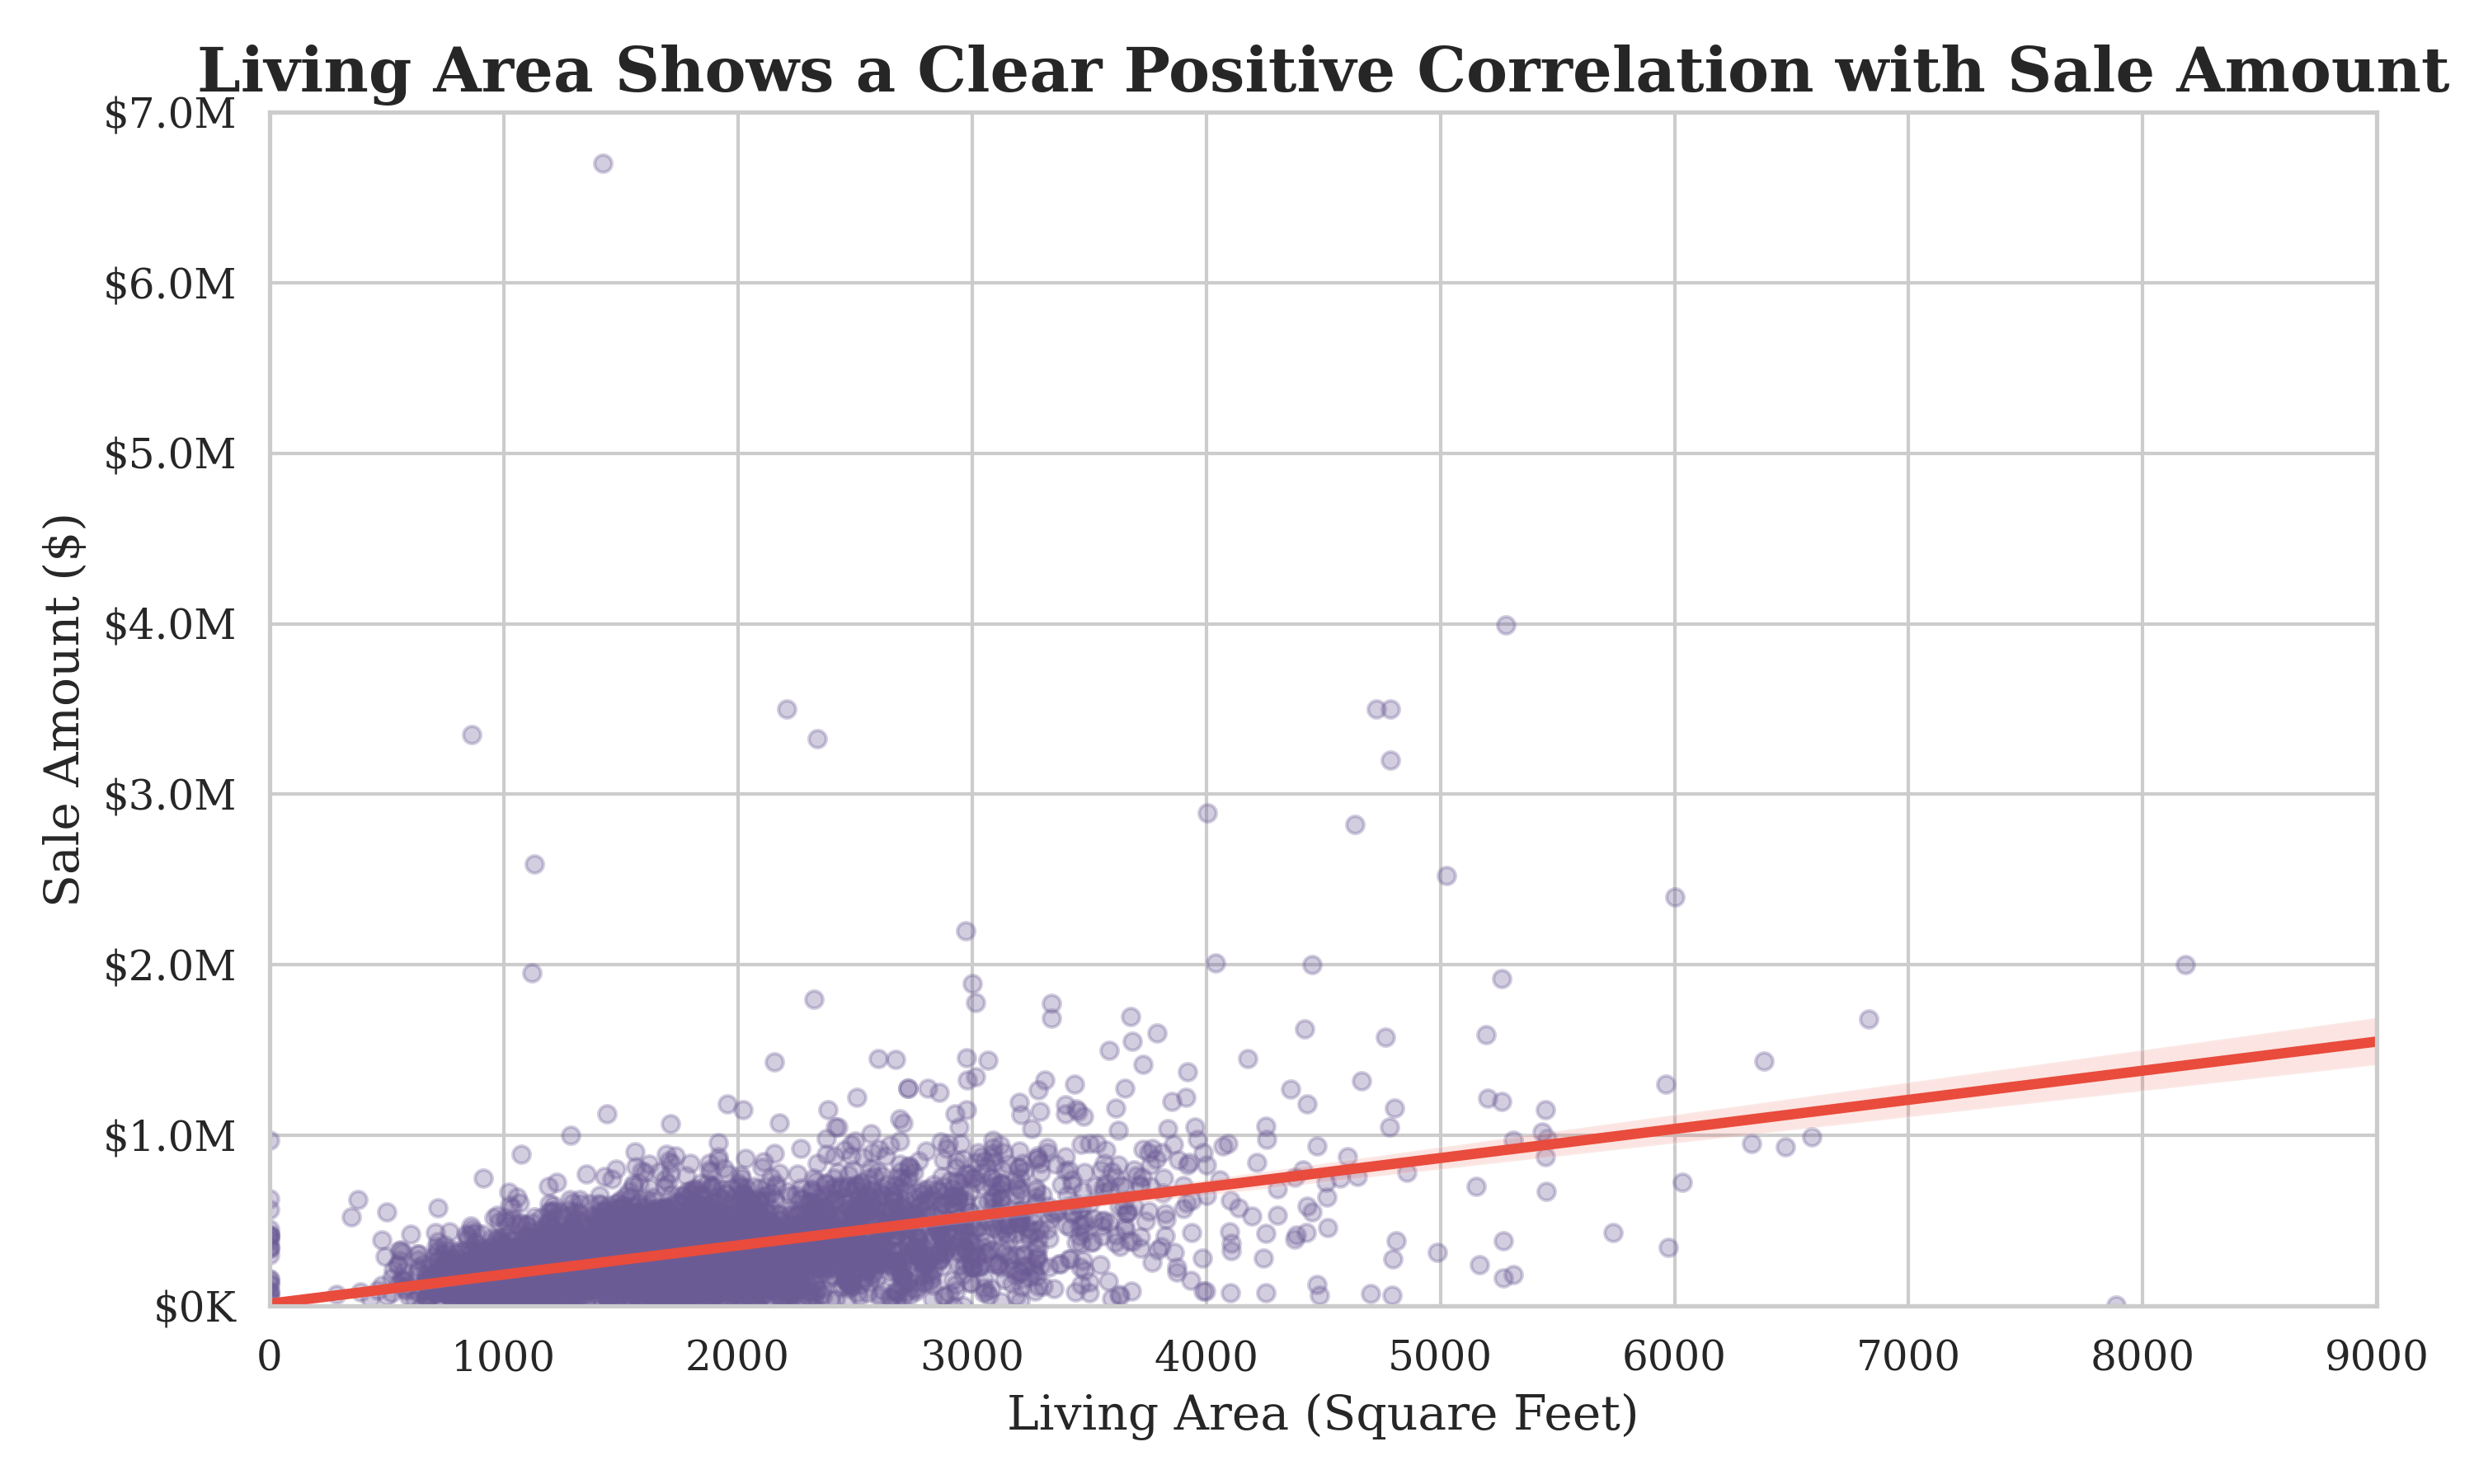 Living Area Shows a Clear Positive Correlation with Sale Amount
$7.0M
$6.0M
$5.0M
$4.0M
$3.0M
$2.0M
$1.0M
$0K
Sale Amount ($)
0 1000 2000 3000 4000 5000 6000 7000 8000 9000
Living Area (Square Feet)